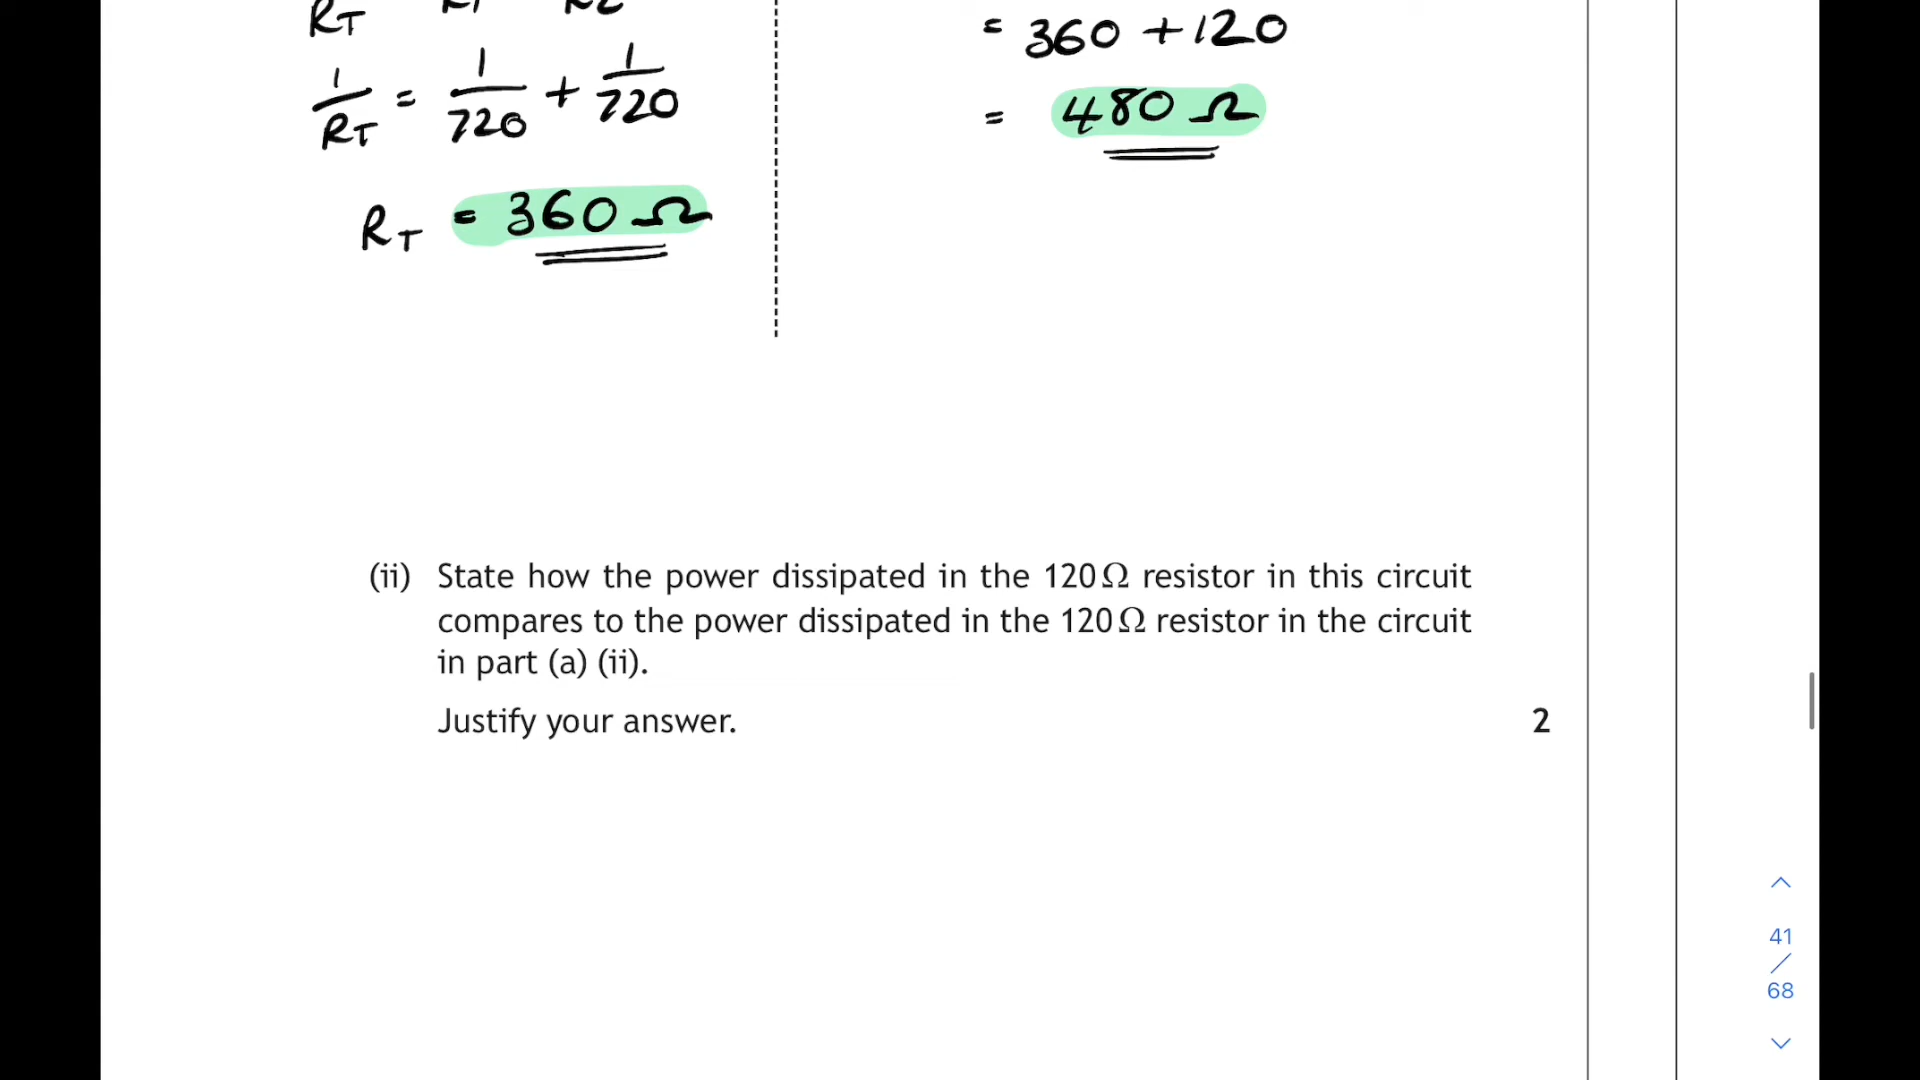 RT
= 360 + 120
1/RT = 1/720 + 1/720
= 480 Ω
RT = 360 Ω
(ii) State how the power dissipated in the 120 Ω resistor in this circuit
compares to the power dissipated in the 120 Ω resistor in the circuit
in part (a) (ii).
Justify your answer. 2
41
/
68